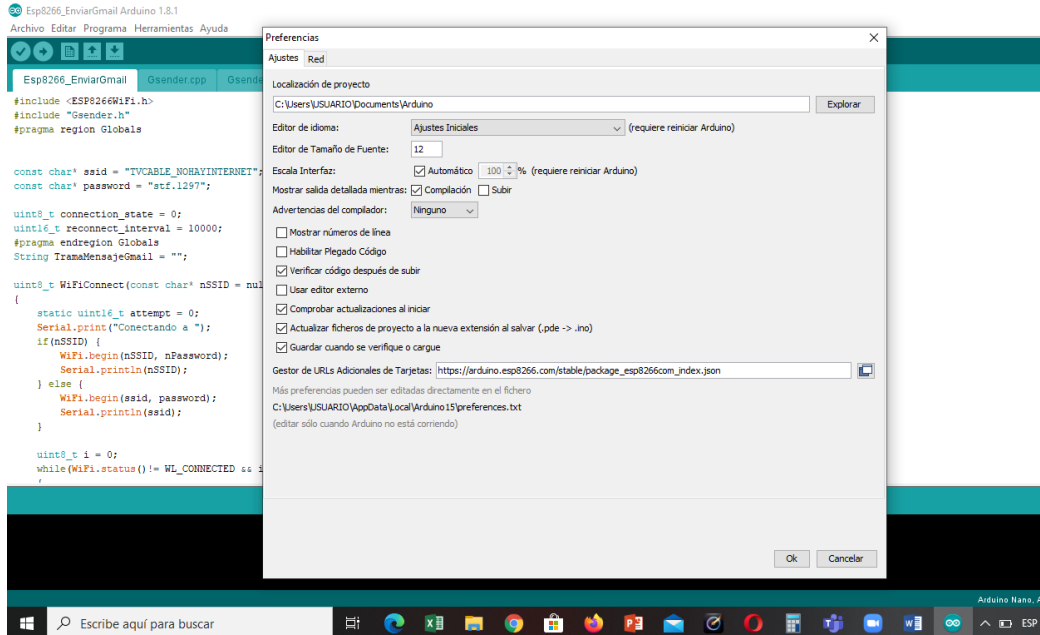 Esp8266_EnviarGmail Arduino 1.8.1
Archivo Editar Programa Herramientas Ayuda
Esp8266_EnviarGmail Gsender.cpp Gsende
#include <ESP8266WiFi.h>
#include "Gsender.h"
#pragma region Globals
const char* ssid = "TVCABLE_NOHAYINTERNET";
const char* password = "stf.1297";
uint8_t connection_state = 0;
uint16_t reconnect_interval = 10000;
#pragma endregion Globals
String TramaMensajeGmail = "";
uint8_t WiFiConnect(const char* nSSID = nul
{
static uint16_t attempt = 0;
Serial.print("Conectando a ");
if(nSSID) {
WiFi.begin(nSSID, nPassword);
Serial.println(nSSID);
} else {
WiFi.begin(ssid, password);
Serial.println(ssid);
}
uint8_t i = 0;
while(WiFi.status()!= WL_CONNECTED && i
Preferencias
Ajustes Red
Localización de proyecto
C:\Users\USUARIO\Documents\Arduino Explorar
Editor de idioma: Ajustes Iniciales (requiere reiniciar Arduino)
Editor de Tamaño de Fuente: 12
Escala Interfaz: Automático 100 % (requiere reiniciar Arduino)
Mostrar salida detallada mientras: Compilación Subir
Advertencias del compilador: Ninguno
Mostrar números de línea
Habilitar Plegado Código
Verificar código después de subir
Usar editor externo
Comprobar actualizaciones al iniciar
Actualizar ficheros de proyecto a la nueva extensión al salvar (.pde -> .ino)
Guardar cuando se verifique o cargue
Gestor de URLs Adicionales de Tarjetas: https://arduino.esp8266.com/stable/package_esp8266com_index.json
Más preferencias pueden ser editadas directamente en el fichero
C:\Users\USUARIO\AppData\Local\Arduino15\preferences.txt
(editar sólo cuando Arduino no está corriendo)
Ok Cancelar
Arduino Nano, A
Escribe aquí para buscar
ESP